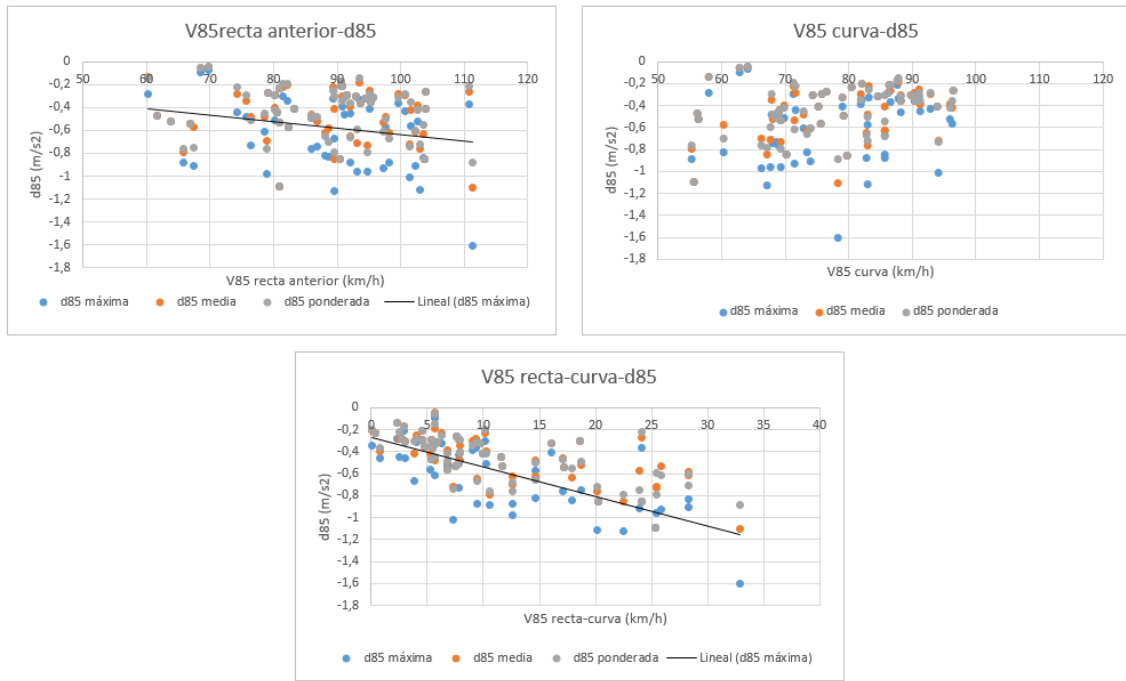 V85recta anterior-d85
0
50 60 70 80 90 100 110 120
-0,2
-0,4
-0,6
-0,8
-1
-1,2
-1,4
-1,6
-1,8
d85 (m/s2)
V85 recta anterior (km/h)
d85 máxima d85 media d85 ponderada Lineal (d85 máxima)
V85 curva-d85
0
50 60 70 80 90 100 110 120
-0,2
-0,4
-0,6
-0,8
-1
-1,2
-1,4
-1,6
-1,8
d85 (m/s2)
V85 curva (km/h)
d85 máxima d85 media d85 ponderada
V85 recta-curva-d85
0
0 5 10 15 20 25 30 35 40
-0,2
-0,4
-0,6
-0,8
-1
-1,2
-1,4
-1,6
-1,8
d85 (m/s2)
V85 recta-curva (km/h)
d85 máxima d85 media d85 ponderada Lineal (d85 máxima)